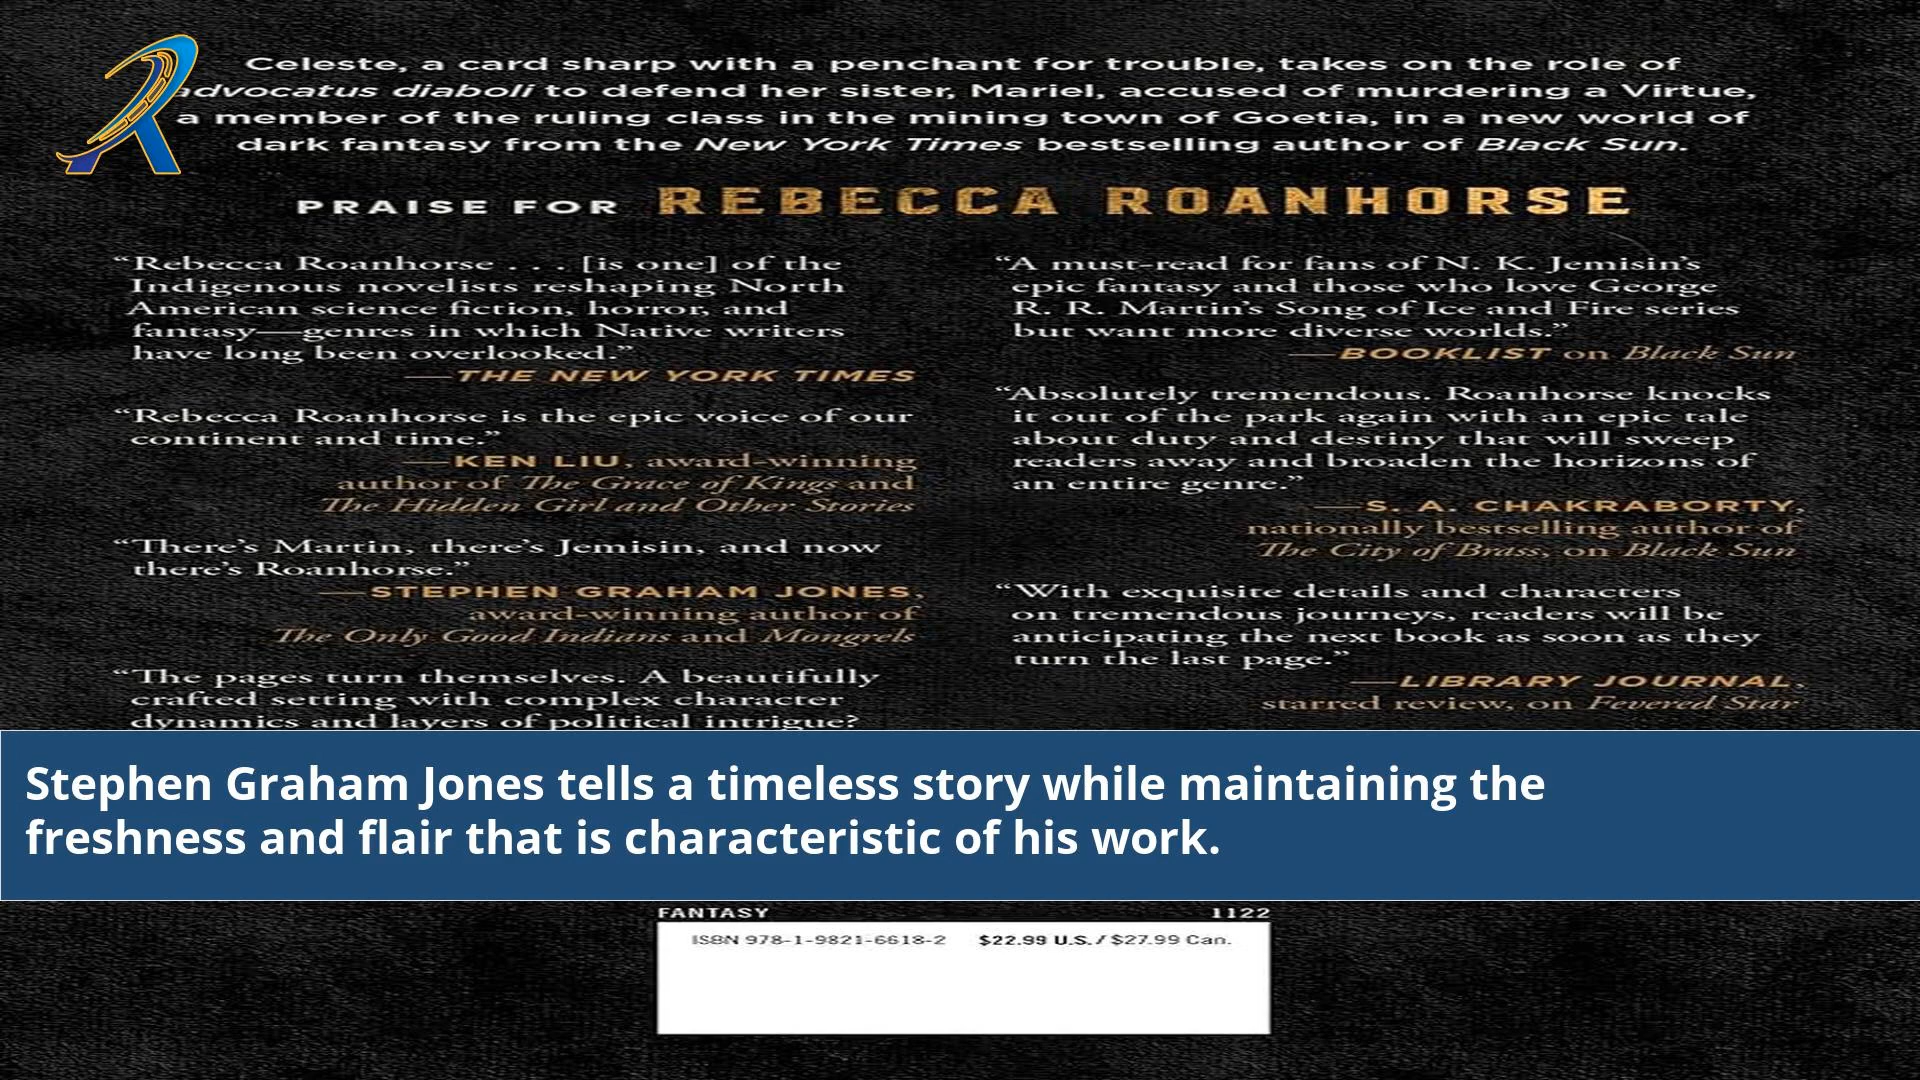 Celeste, a card sharp with a penchant for trouble, takes on the role of
advocatus diaboli to defend her sister, Mariel, accused of murdering a Virtue,
a member of the ruling class in the mining town of Goetia, in a new world of
dark fantasy from the New York Times bestselling author of Black Sun.
PRAISE FOR REBECCA ROANHORSE
“Rebecca Roanhorse . . . [is one] of the
Indigenous novelists reshaping North
American science fiction, horror, and
fantasy—genres in which Native writers
have long been overlooked.”
—THE NEW YORK TIMES
“Rebecca Roanhorse is the epic voice of our
continent and time.”
—KEN LIU, award-winning
author of The Grace of Kings and
The Hidden Girl and Other Stories
“There’s Martin, there’s Jemisin, and now
there’s Roanhorse.”
—STEPHEN GRAHAM JONES,
award-winning author of
The Only Good Indians and Mongrels
“The pages turn themselves. A beautifully
crafted setting with complex character
dynamics and layers of political intrigue?
“A must-read for fans of N. K. Jemisin’s
epic fantasy and those who love George
R. R. Martin’s Song of Ice and Fire series
but want more diverse worlds.”
—BOOKLIST on Black Sun
“Absolutely tremendous. Roanhorse knocks
it out of the park again with an epic tale
about duty and destiny that will sweep
readers away and broaden the horizons of
an entire genre.”
—S. A. CHAKRABORTY,
nationally bestselling author of
The City of Brass, on Black Sun
“With exquisite details and characters
on tremendous journeys, readers will be
anticipating the next book as soon as they
turn the last page.”
—LIBRARY JOURNAL,
starred review, on Fevered Star
Stephen Graham Jones tells a timeless story while maintaining the
freshness and flair that is characteristic of his work.
FANTASY 1122
ISBN 978-1-9821-6618-2 $22.99 U.S. / $27.99 Can.